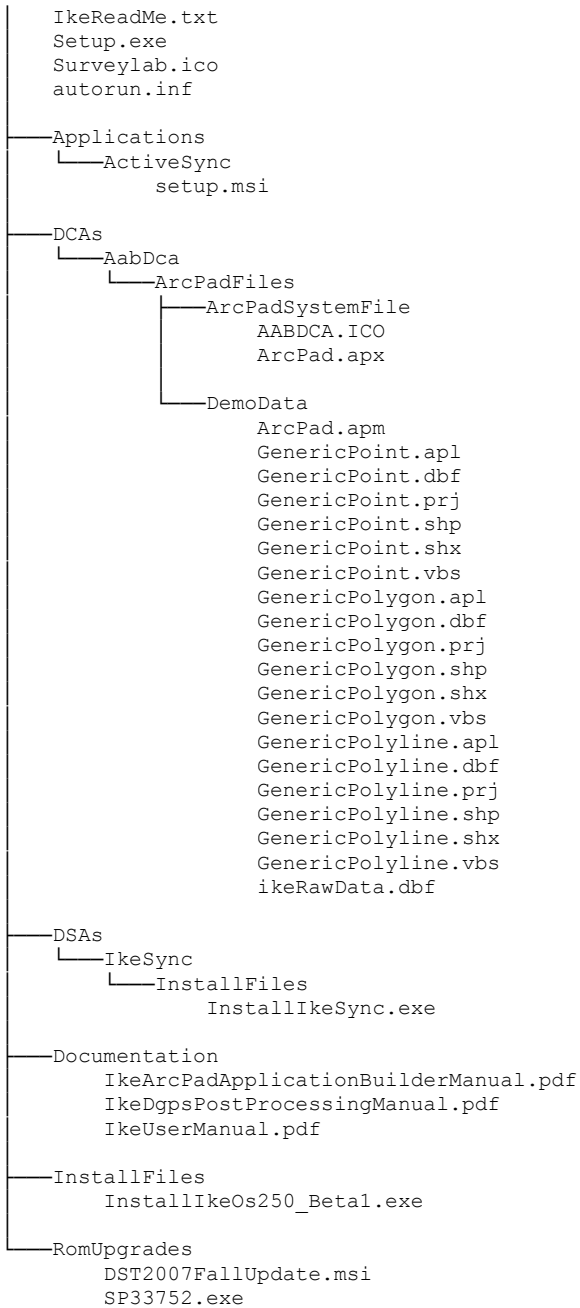 IkeReadMe.txt
Setup.exe
Surveylab.ico
autorun.inf
Applications
ActiveSync
setup.msi
DCAs
AabDca
ArcPadFiles
ArcPadSystemFile
AABDCA.ICO
ArcPad.apx
DemoData
ArcPad.apm
GenericPoint.apl
GenericPoint.dbf
GenericPoint.prj
GenericPoint.shp
GenericPoint.shx
GenericPoint.vbs
GenericPolygon.apl
GenericPolygon.dbf
GenericPolygon.prj
GenericPolygon.shp
GenericPolygon.shx
GenericPolygon.vbs
GenericPolyline.apl
GenericPolyline.dbf
GenericPolyline.prj
GenericPolyline.shp
GenericPolyline.shx
GenericPolyline.vbs
ikeRawData.dbf
DSAs
IkeSync
InstallFiles
InstallIkeSync.exe
Documentation
IkeArcPadApplicationBuilderManual.pdf
IkeDgpsPostProcessingManual.pdf
IkeUserManual.pdf
InstallFiles
InstallIkeOs250_Beta1.exe
RomUpgrades
DST2007FallUpdate.msi
SP33752.exe